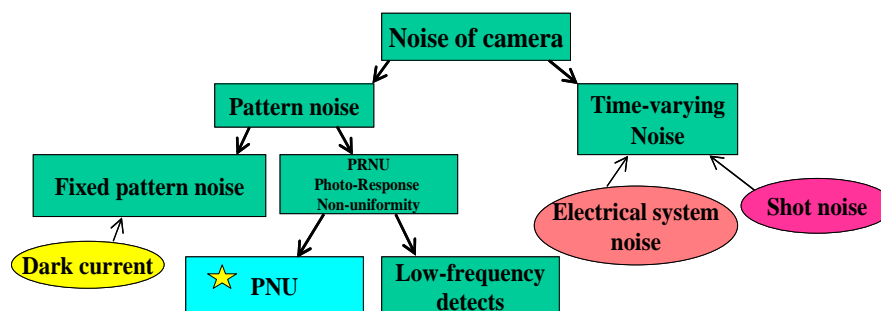 Noise of camera
Pattern noise
Time-varying
Noise
Fixed pattern noise
PRNU
Photo-Response
Non-uniformity
Electrical system
noise
Shot noise
Dark current
PNU
Low-frequency
detects